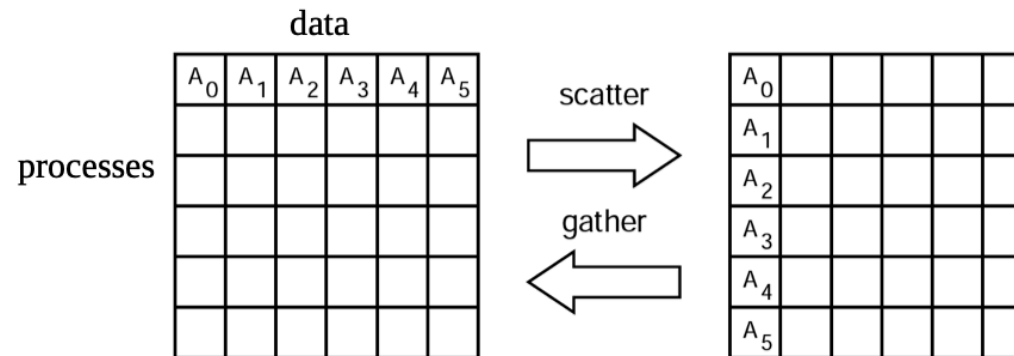 data
A0 A1 A2 A3 A4 A5
processes
scatter
gather
A0
A1
A2
A3
A4
A5